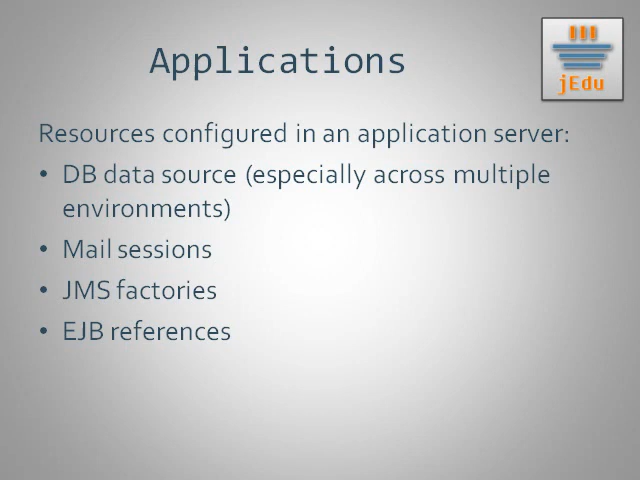 Applications
jEdu
Resources configured in an application server:
• DB data source (especially across multiple
environments)
• Mail sessions
• JMS factories
• EJB references